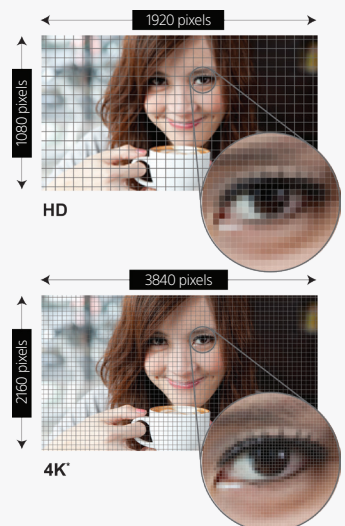 1920 pixels
1080 pixels
HD
3840 pixels
2160 pixels
4K*